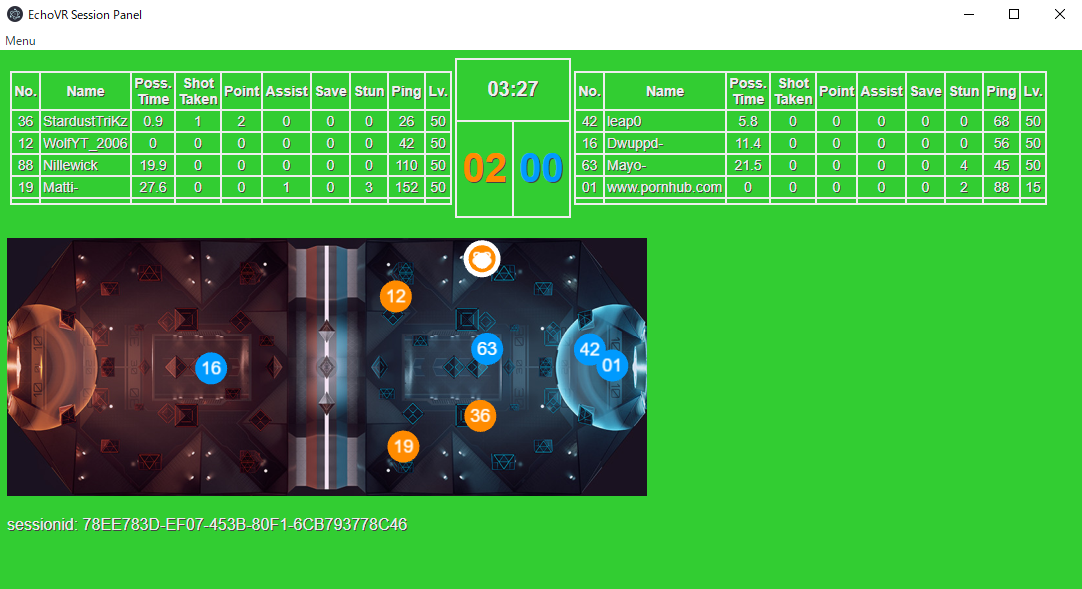 EchoVR Session Panel
Menu
No. Name Poss. Time Shot Taken Point Assist Save Stun Ping Lv.
36 StardustTriKz 0.9 1 2 0 0 0 26 50
12 WolfYT_2006 0 0 0 0 0 0 42 50
88 Nillewick 19.9 0 0 0 0 0 110 50
19 Matti- 27.6 0 0 1 0 3 152 50
03:27
02 00
No. Name Poss. Time Shot Taken Point Assist Save Stun Ping Lv.
42 leap0 5.8 0 0 0 0 0 68 50
16 Dwuppd- 11.4 0 0 0 0 0 56 50
63 Mayo- 21.5 0 0 0 0 4 45 50
01 www.pornhub.com 0 0 0 0 0 2 88 15
12
63
42
01
16
36
19
sessionid: 78EE783D-EF07-453B-80F1-6CB793778C46